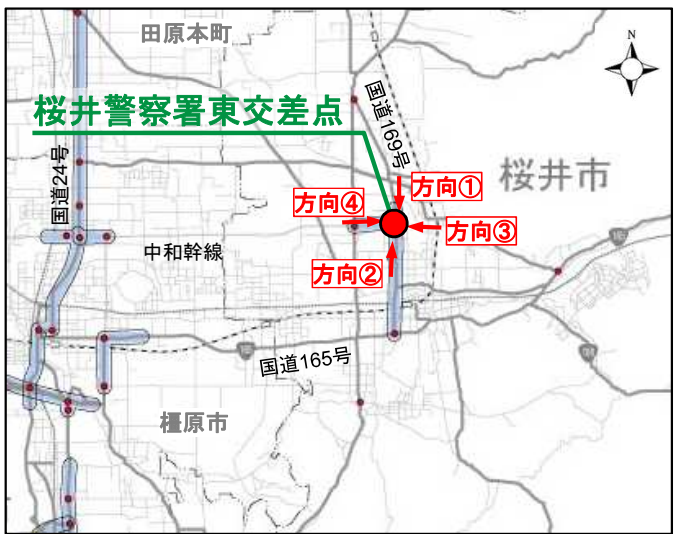 田原本町
N
国道169号
桜井警察署東交差点
桜井市
方向①
国道24号
方向④
方向③
中和幹線
方向②
国道165号
橿原市